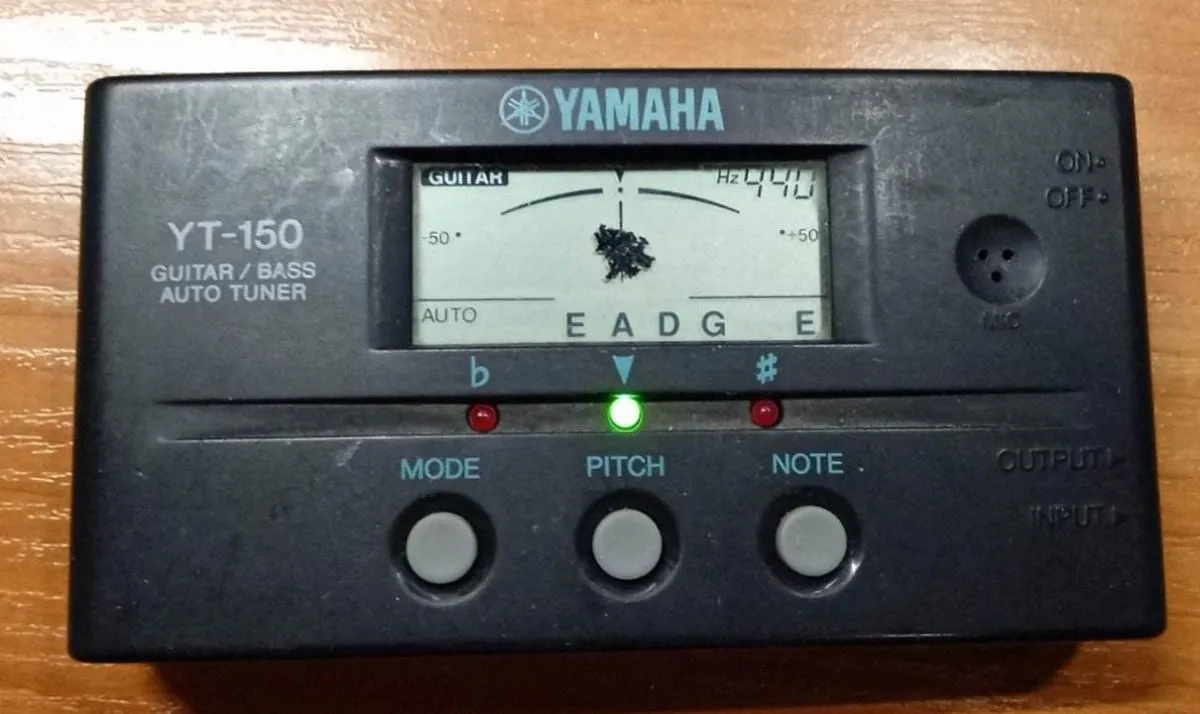 YAMAHA
ON
OFF
GUITAR
Hz 440
YT-150
GUITAR / BASS
AUTO TUNER
-50
+50
MIC
AUTO
E A D G E
♭ ♯
MODE PITCH NOTE
OUTPUT
INPUT